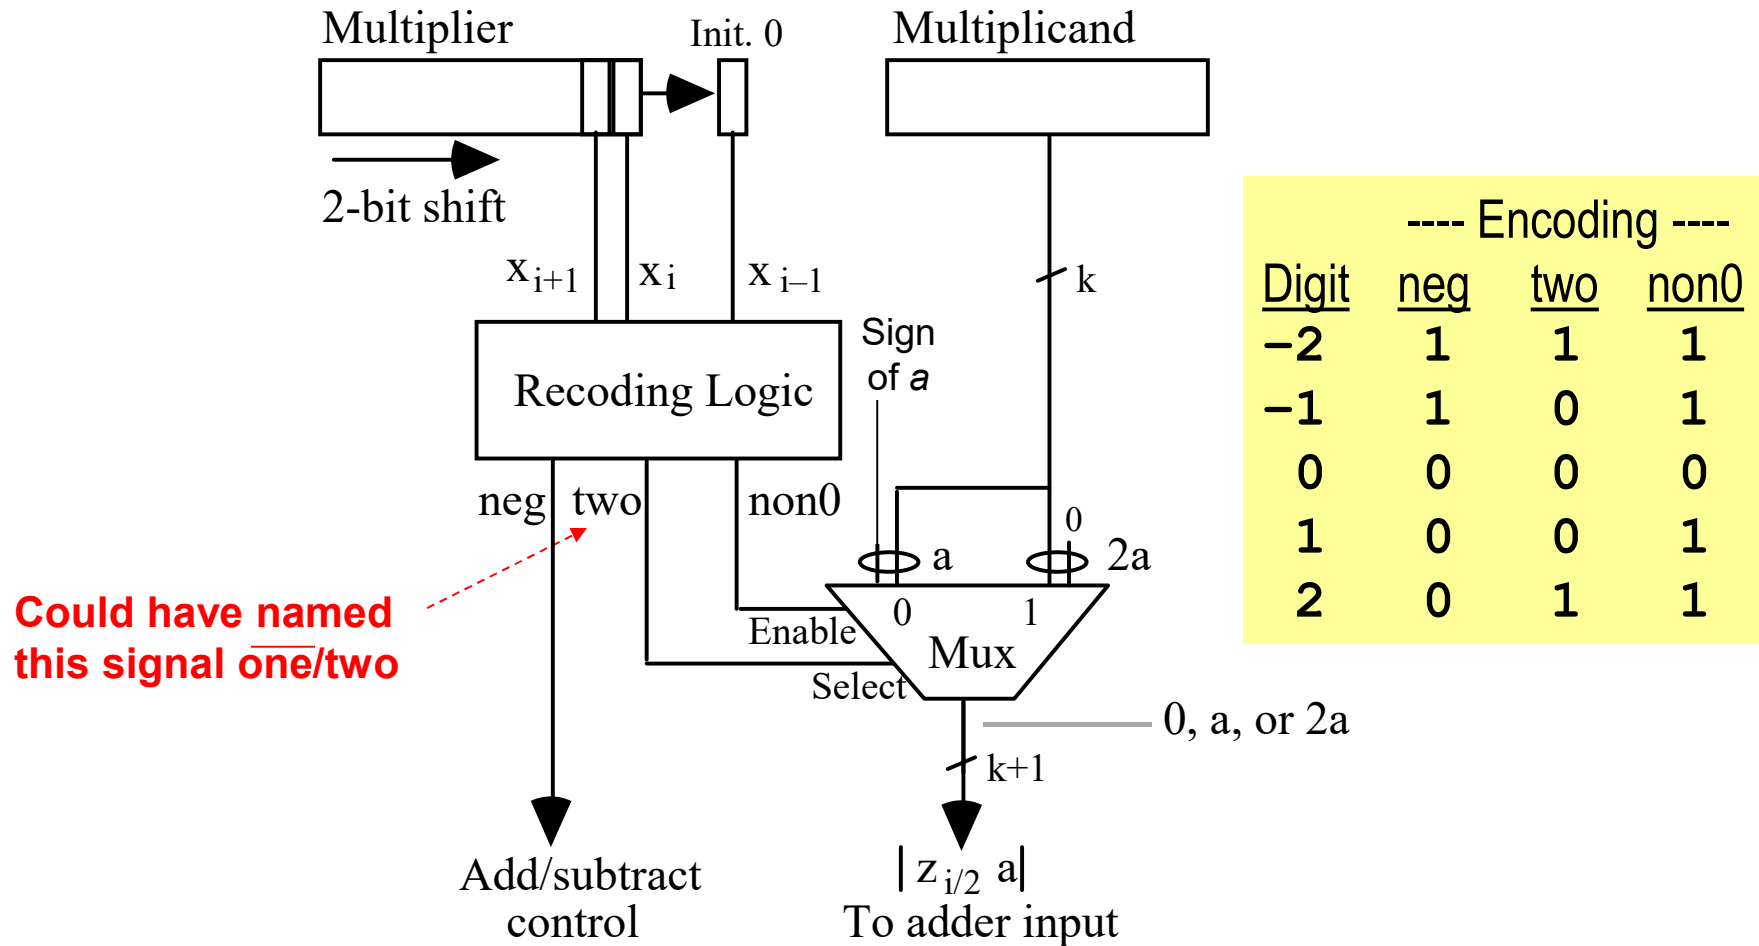 Multiplier
Init. 0
Multiplicand
2-bit shift
x i+1
x i
x i–1
k
---- Encoding ----
Digit neg two non0
−2 1 1 1
−1 1 0 1
0 0 0 0
1 0 0 1
2 0 1 1
Sign
of a
Recoding Logic
neg two non0
0
a
2a
Could have named
this signal o̅n̅e̅/two
Enable
0
1
Mux
Select
0, a, or 2a
k+1
Add/subtract
control
| z i/2 a|
To adder input